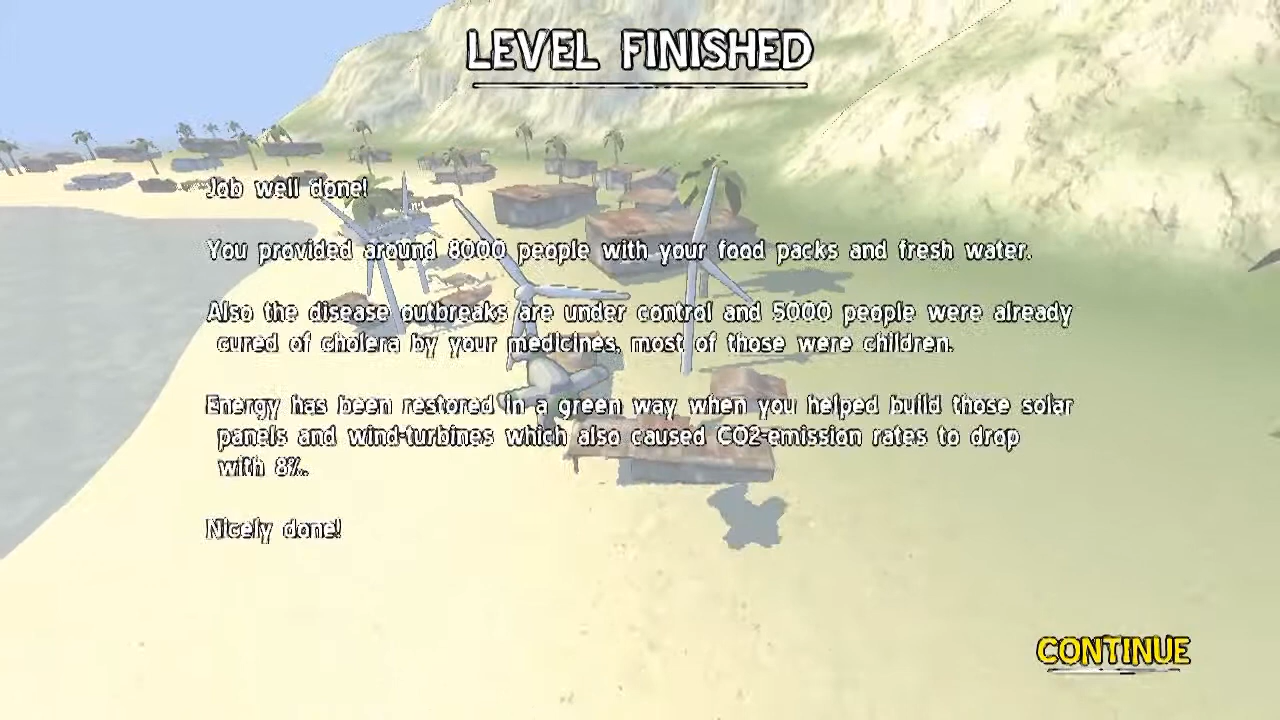 LEVEL FINISHED
Job well done!
You provided around 8000 people with your food packs and fresh water.
Also the disease outbreaks are under control and 5000 people were already
cured of cholera by your medicines, most of those were children.
Energy has been restored in a green way when you helped build those solar
panels and wind-turbines which also caused CO2-emission rates to drop
with 8%.
Nicely done!
CONTINUE